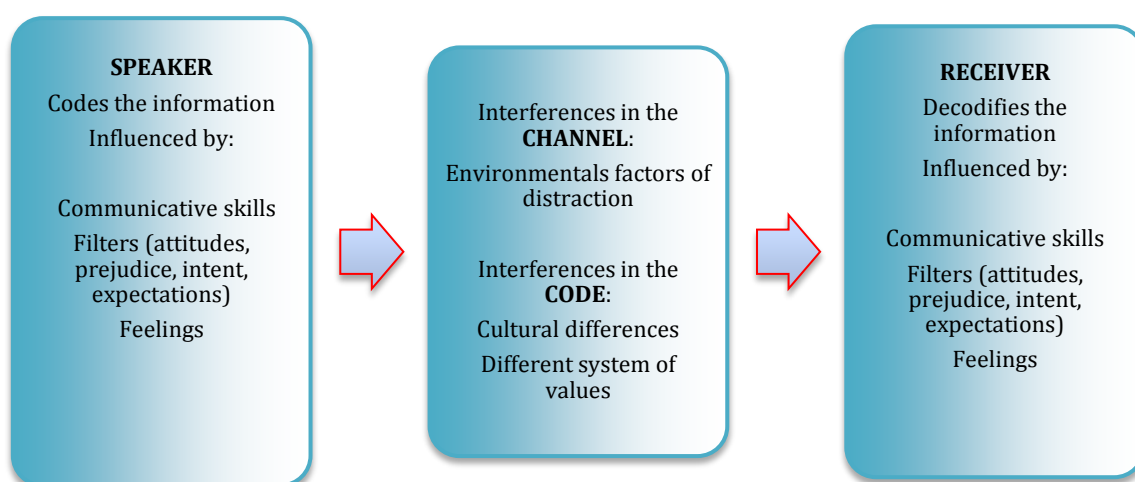 SPEAKER
Codes the information
Influenced by:
Communicative skills
Filters (attitudes,
prejudice, intent,
expectations)
Feelings
Interferences in the
CHANNEL:
Environmentals factors of
distraction
Interferences in the
CODE:
Cultural differences
Different system of
values
RECEIVER
Decodifies the
information
Influenced by:
Communicative skills
Filters (attitudes,
prejudice, intent,
expectations)
Feelings